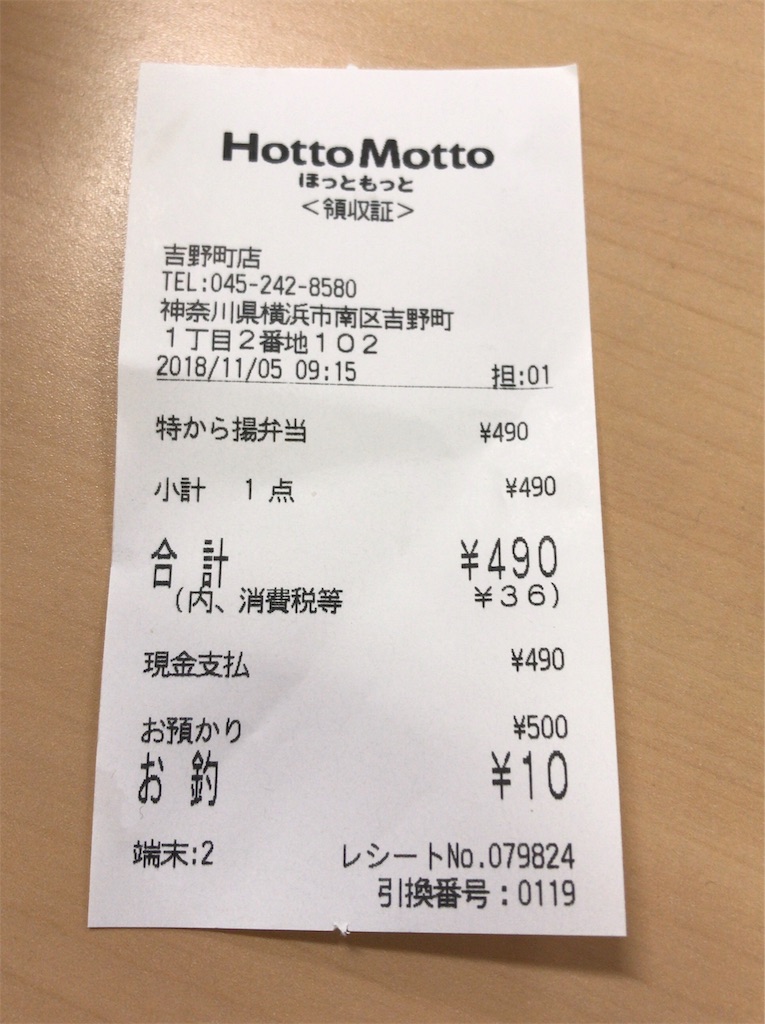 Hotto Motto
ほっともっと
＜領収証＞
吉野町店
TEL:045-242-8580
神奈川県横浜市南区吉野町
１丁目２番地１０２
2018/11/05 09:15 担:01
特から揚弁当 ¥490
小計 1 点 ¥490
合 計 ¥490
（内、消費税等 ¥３６）
現金支払 ¥490
お預かり ¥500
お 釣 ¥10
端末:2 レシートNo.079824
引換番号：0119